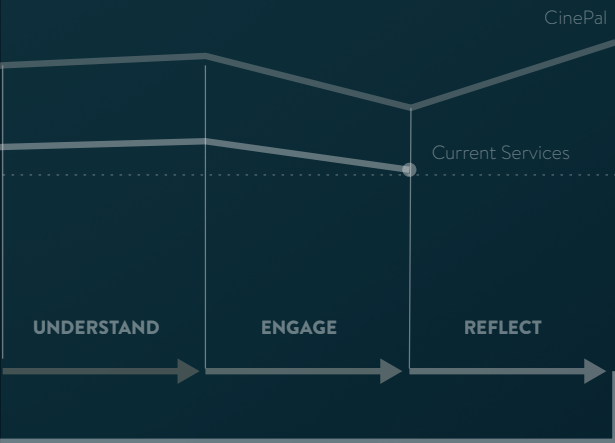 CinePal
Current Services
UNDERSTAND
ENGAGE
REFLECT